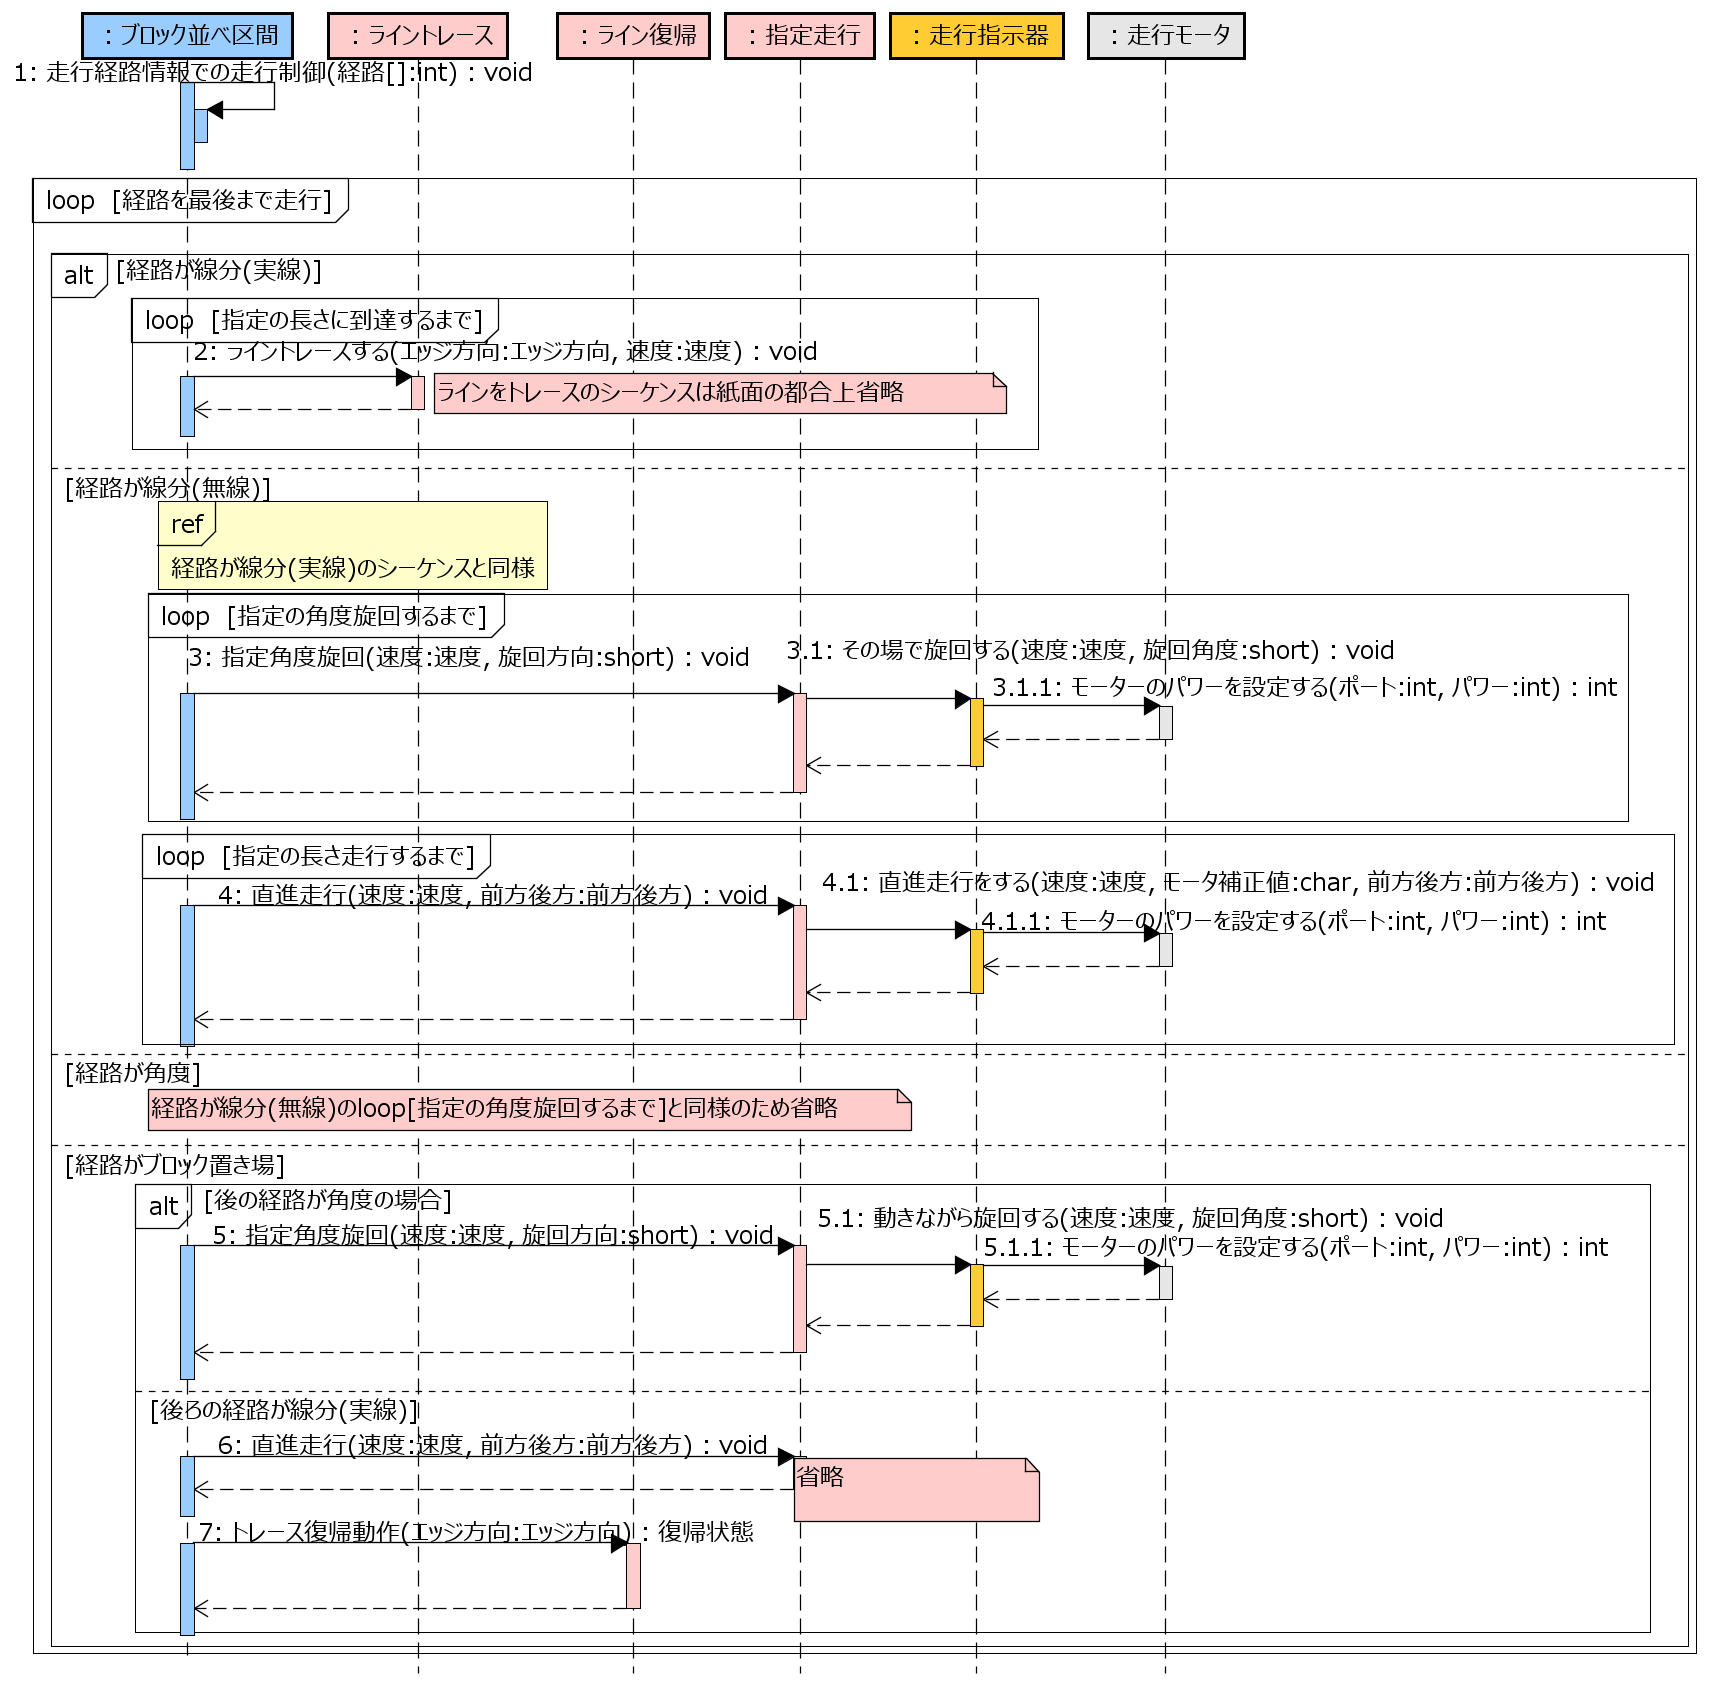 : ブロック並べ区間
: ライントレース
: ライン復帰
: 指定走行
: 走行指示器
: 走行モータ
1: 走行経路情報での走行制御(経路[]:int) : void
loop [経路を最後まで走行]
alt [経路が線分(実線)]
loop [指定の長さに到達するまで]
2: ライントレースする(エッジ方向:エッジ方向, 速度:速度) : void
ラインをトレースのシーケンスは紙面の都合上省略
[経路が線分(無線)]
ref
経路が線分(実線)のシーケンスと同様
loop [指定の角度旋回するまで]
3: 指定角度旋回(速度:速度, 旋回方向:short) : void
3.1: その場で旋回する(速度:速度, 旋回角度:short) : void
3.1.1: モーターのパワーを設定する(ポート:int, パワー:int) : int
loop [指定の長さ走行するまで]
4: 直進走行(速度:速度, 前方後方:前方後方) : void
4.1: 直進走行をする(速度:速度, モータ補正値:char, 前方後方:前方後方) : void
4.1.1: モーターのパワーを設定する(ポート:int, パワー:int) : int
[経路が角度]
経路が線分(無線)のloop[指定の角度旋回するまで]と同様のため省略
[経路がブロック置き場]
alt [後の経路が角度の場合]
5: 指定角度旋回(速度:速度, 旋回方向:short) : void
5.1: 動きながら旋回する(速度:速度, 旋回角度:short) : void
5.1.1: モーターのパワーを設定する(ポート:int, パワー:int) : int
[後ろの経路が線分(実線)]
6: 直進走行(速度:速度, 前方後方:前方後方) : void
省略
7: トレース復帰動作(エッジ方向:エッジ方向) : 復帰状態